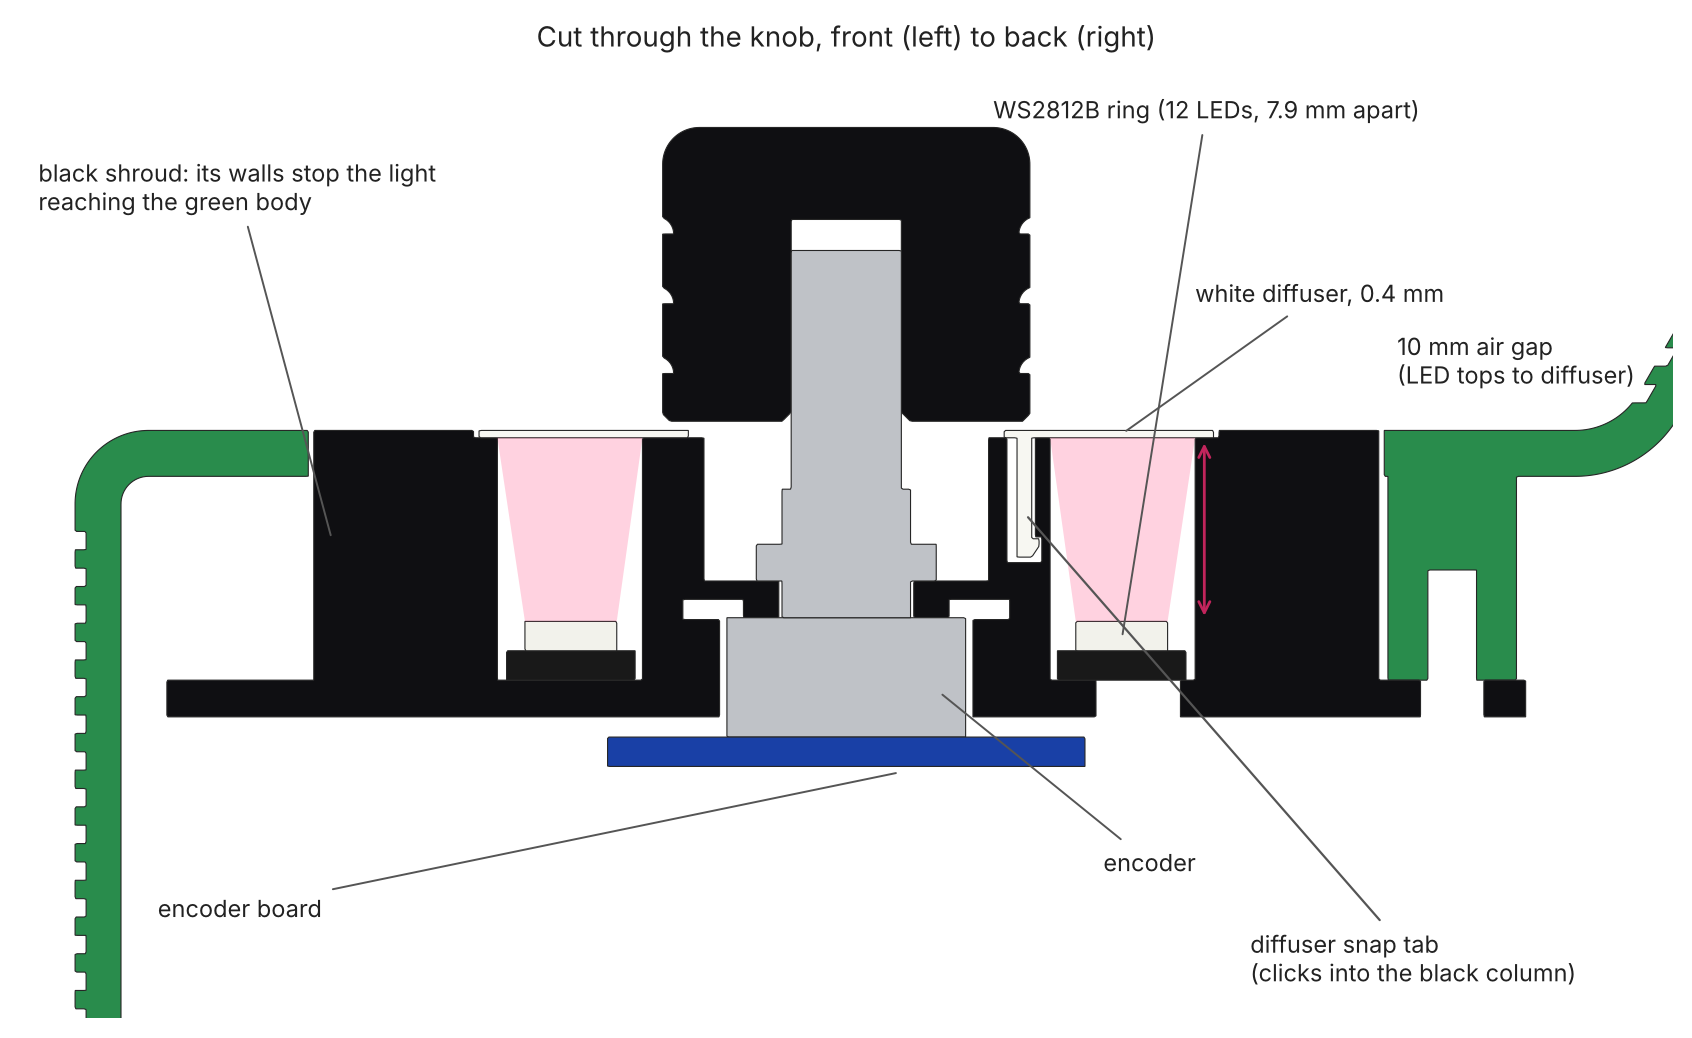 Cut through the knob, front (left) to back (right)
WS2812B ring (12 LEDs, 7.9 mm apart)
black shroud: its walls stop the light
reaching the green body
white diffuser, 0.4 mm
10 mm air gap
(LED tops to diffuser)
encoder
encoder board
diffuser snap tab
(clicks into the black column)